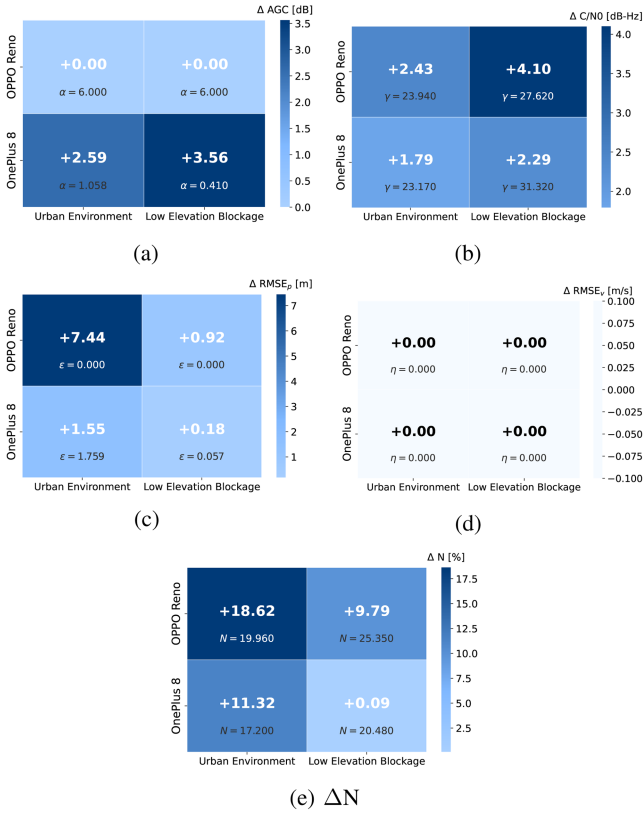 Δ AGC [dB]
OPPO Reno
OnePlus 8
+0.00
α = 6.000
+0.00
α = 6.000
+2.59
α = 1.058
+3.56
α = 0.410
Urban Environment
Low Elevation Blockage
3.5
3.0
2.5
2.0
1.5
1.0
0.5
0.0
(a)
Δ C/N0 [dB-Hz]
OPPO Reno
OnePlus 8
+2.43
γ = 23.940
+4.10
γ = 27.620
+1.79
γ = 23.170
+2.29
γ = 31.320
Urban Environment
Low Elevation Blockage
4.0
3.5
3.0
2.5
2.0
(b)
Δ RMSEₚ [m]
OPPO Reno
OnePlus 8
+7.44
ε = 0.000
+0.92
ε = 0.000
+1.55
ε = 1.759
+0.18
ε = 0.057
Urban Environment
Low Elevation Blockage
7
6
5
4
3
2
1
(c)
Δ RMSEᵥ [m/s]
OPPO Reno
OnePlus 8
+0.00
η = 0.000
+0.00
η = 0.000
+0.00
η = 0.000
+0.00
η = 0.000
Urban Environment
Low Elevation Blockage
0.100
0.075
0.050
0.025
0.000
−0.025
−0.050
−0.075
−0.100
(d)
Δ N [%]
OPPO Reno
OnePlus 8
+18.62
N = 19.960
+9.79
N = 25.350
+11.32
N = 17.200
+0.09
N = 20.480
Urban Environment
Low Elevation Blockage
17.5
15.0
12.5
10.0
7.5
5.0
2.5
(e) ΔN